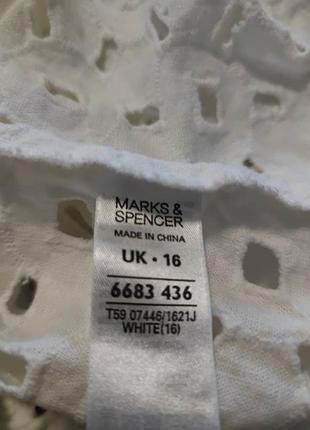 MARKS &
SPENCER
MADE IN CHINA
UK • 16
6683 436
T59 07446/1621J
WHITE(16)